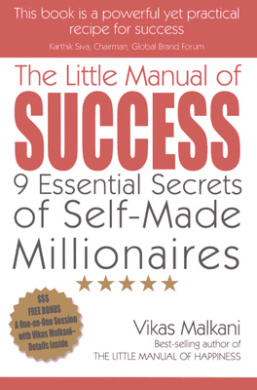 This book is a powerful yet practical
recipe for success
Karthik Siva, Chairman, Global Brand Forum
The Little Manual of
SUCCESS
9 Essential Secrets
of Self-Made
Millionaires
$$$
FREE BONUS
A One-on-One Session
with Vikas Malkani-
Details Inside
Vikas Malkani
Best-selling author of
THE LITTLE MANUAL OF HAPPINESS